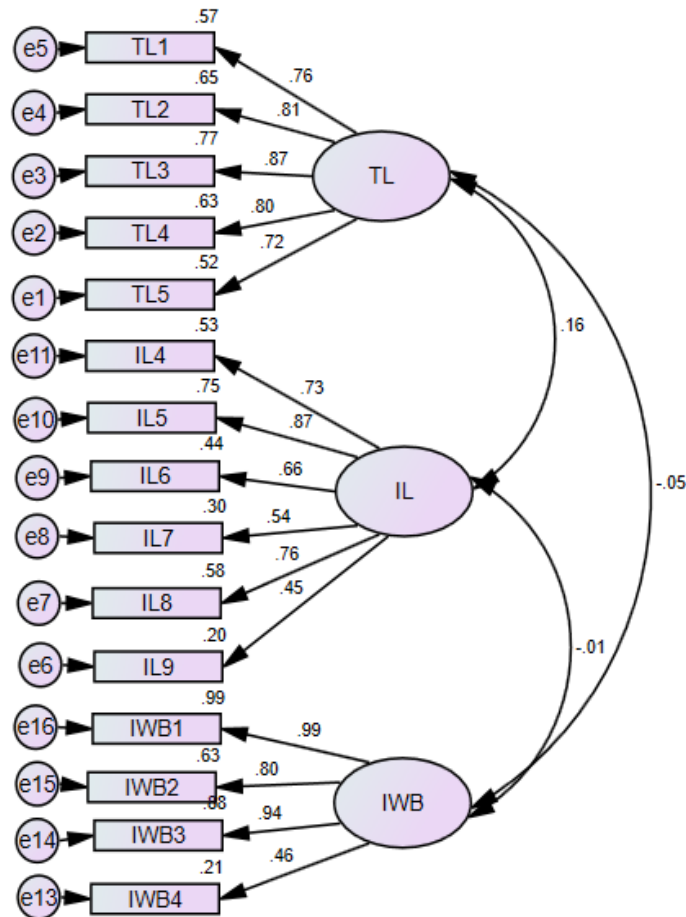 .57
e5 TL1
.76
.65
e4 TL2
.81
.77
e3 TL3
.87
TL
.63
.80
e2 TL4
.72
.52
e1 TL5
.53
.16
e11 IL4
.73
.75
e10 IL5
.87
.44
e9 IL6
.66
IL
-.05
.30
.54
e8 IL7
.76
.58
e7 IL8
.45
.20
-.01
e6 IL9
.99
e16 IWB1
.99
.63
e15 IWB2
.80
IWB
.88
.94
e14 IWB3
.46
.21
e13 IWB4